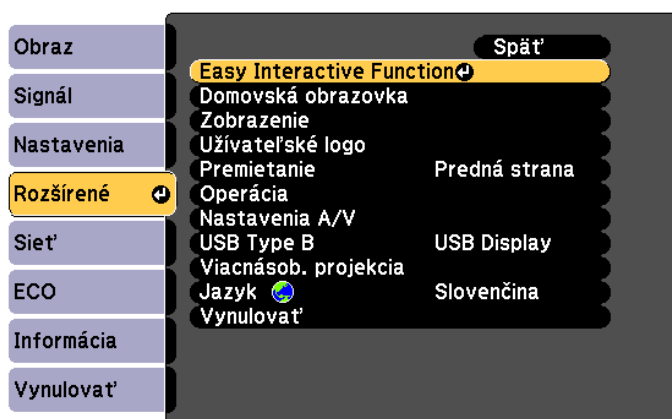 Obraz
Signál
Nastavenia
Rozšírené
Sieť
ECO
Informácia
Vynulovať
Späť
Easy Interactive Function
Domovská obrazovka
Zobrazenie
Užívateľské logo
Premietanie Predná strana
Operácia
Nastavenia A/V
USB Type B USB Display
Viacnásob. projekcia
Jazyk Slovenčina
Vynulovať